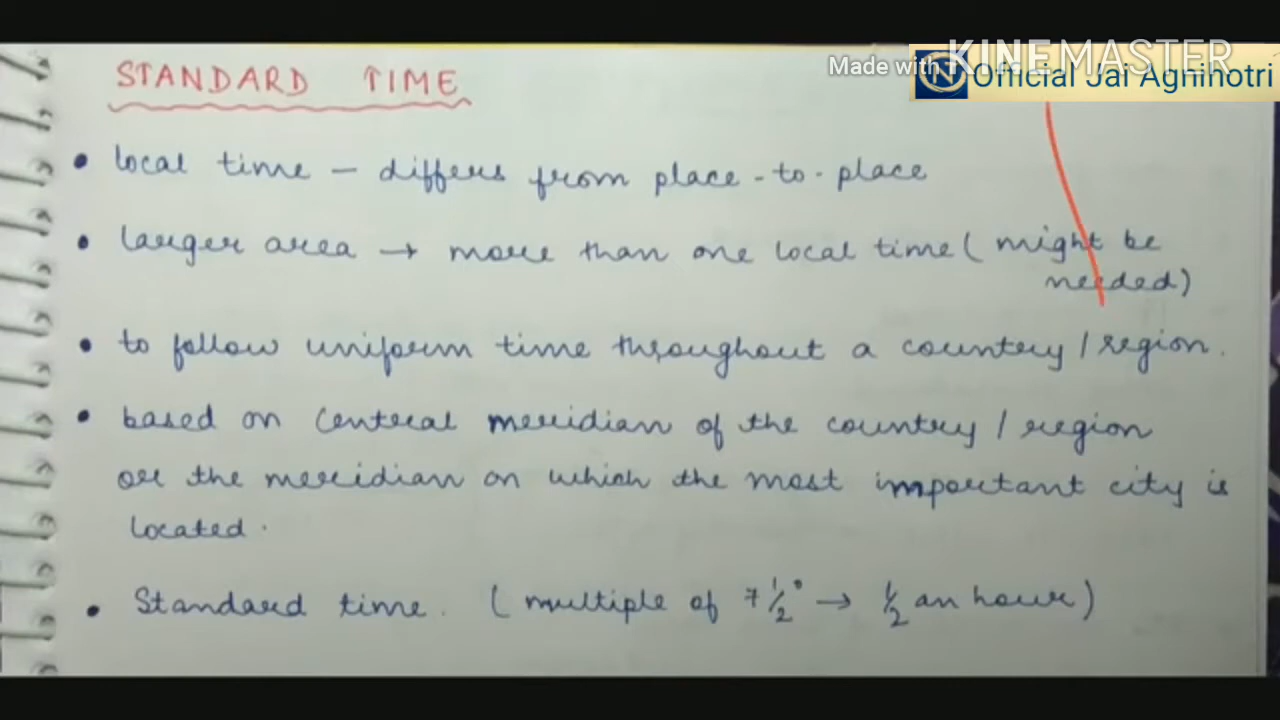 Made with KINEMASTER
Official Jai Agnihotri
STANDARD TIME
• local time – differs from place-to-place
• larger area → more than one local time ( might be
needed)
• to follow uniform time throughout a country / region.
• based on central meridian of the country / region
or the meridian on which the most important city is
located.
• Standard time. ( multiple of 7 1/2° → 1/2 an hour)